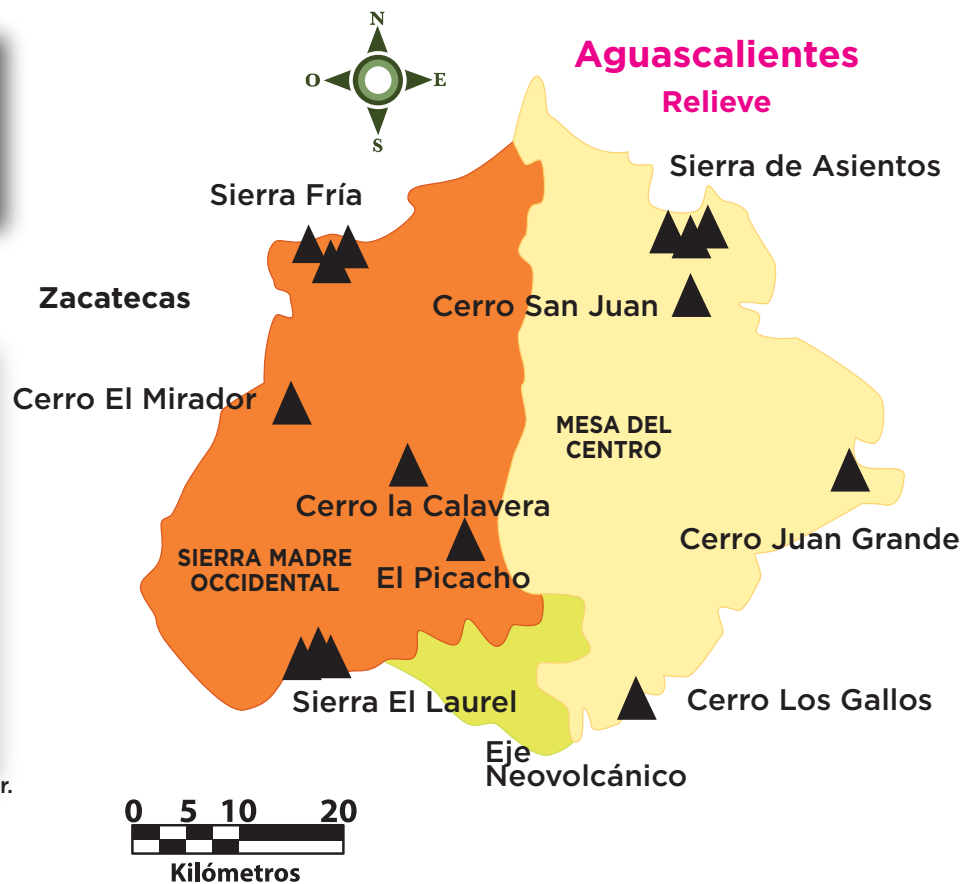 N
O
E
S
Aguascalientes
Relieve
Sierra de Asientos
Sierra Fría
Zacatecas
Cerro San Juan
Cerro El Mirador
MESA DEL
CENTRO
Cerro la Calavera
Cerro Juan Grande
SIERRA MADRE
OCCIDENTAL
El Picacho
Sierra El Laurel
Cerro Los Gallos
Eje
Neovolcánico
r.
0 5 10 20
Kilómetros